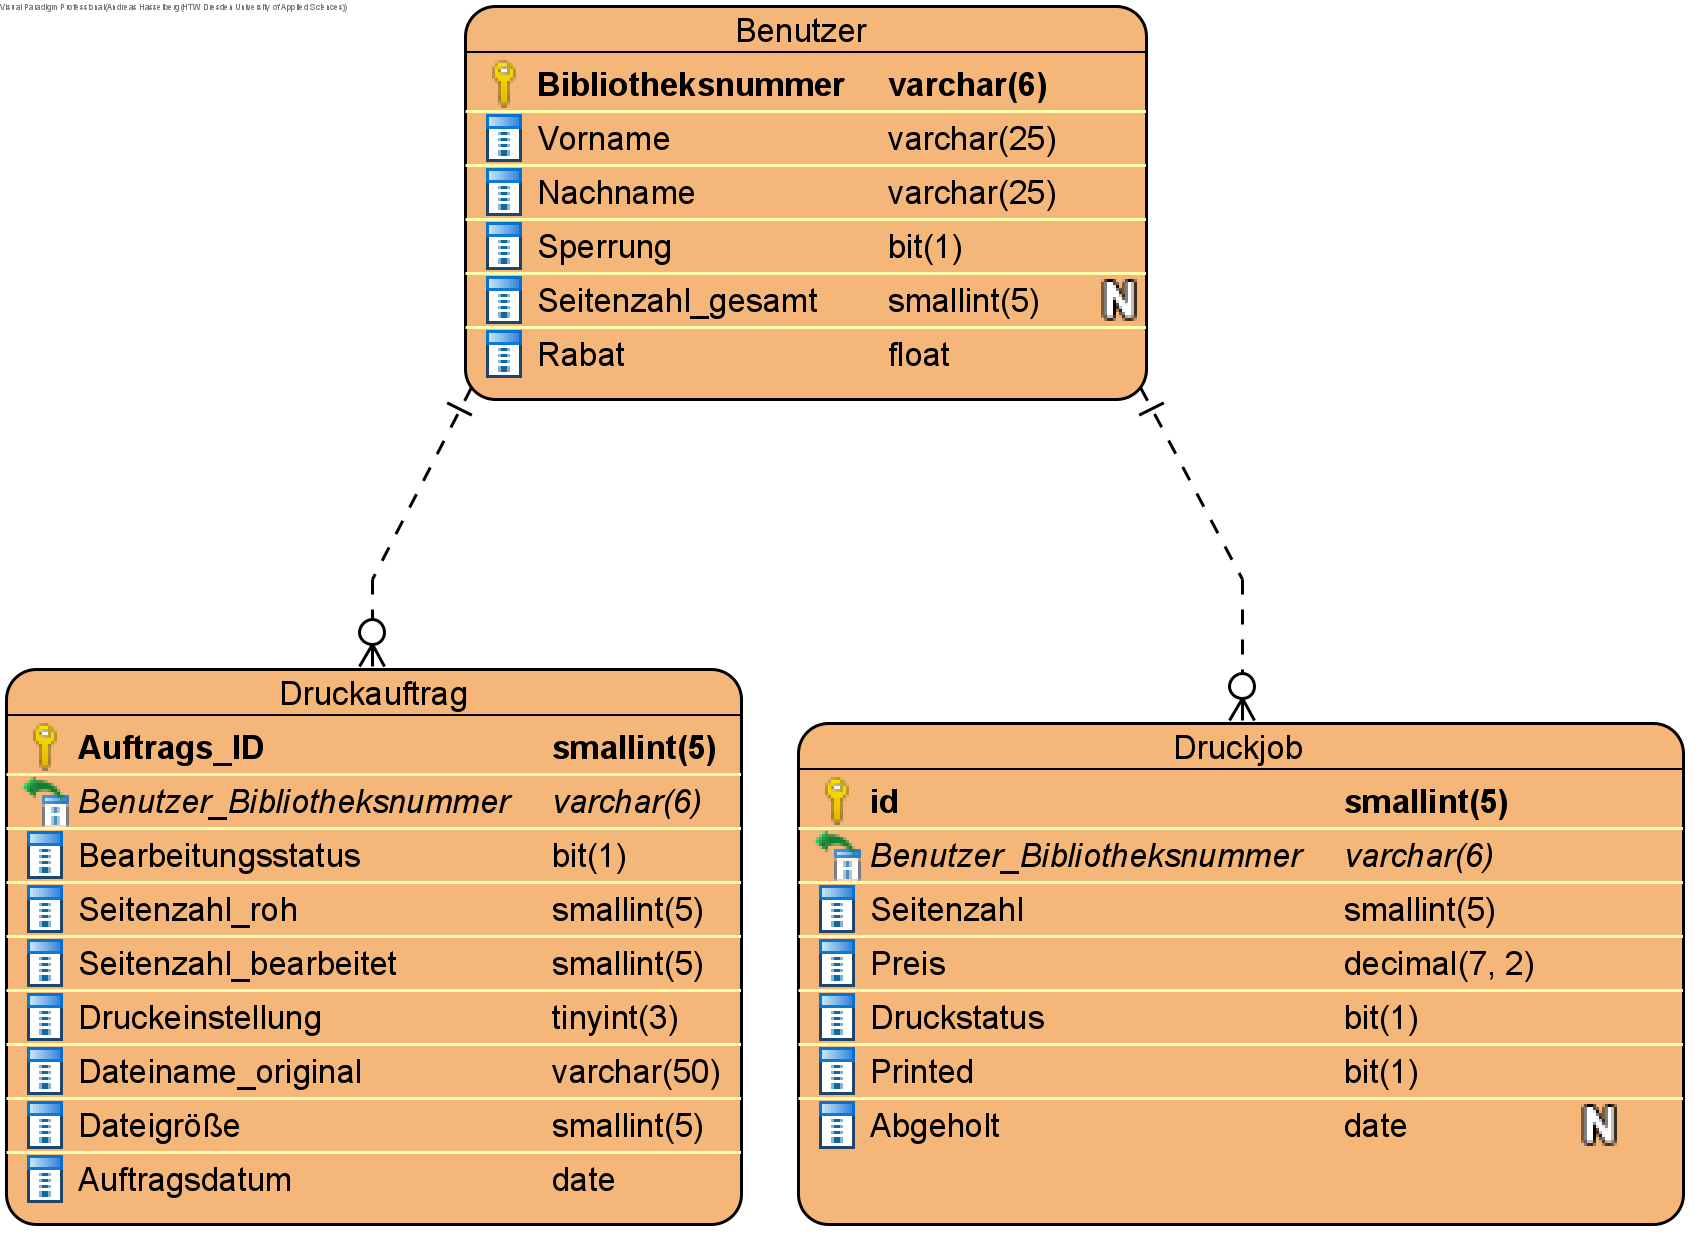 Visual Paradigm Professional(Andreas Hasselberg(HTW Dresden University of Applied Sciences))
Benutzer
Bibliotheksnummer varchar(6)
Vorname varchar(25)
Nachname varchar(25)
Sperrung bit(1)
Seitenzahl_gesamt smallint(5) N
Rabat float
Druckauftrag
Auftrags_ID smallint(5)
Benutzer_Bibliotheksnummer varchar(6)
Bearbeitungsstatus bit(1)
Seitenzahl_roh smallint(5)
Seitenzahl_bearbeitet smallint(5)
Druckeinstellung tinyint(3)
Dateiname_original varchar(50)
Dateigröße smallint(5)
Auftragsdatum date
Druckjob
id smallint(5)
Benutzer_Bibliotheksnummer varchar(6)
Seitenzahl smallint(5)
Preis decimal(7, 2)
Druckstatus bit(1)
Printed bit(1)
Abgeholt date N